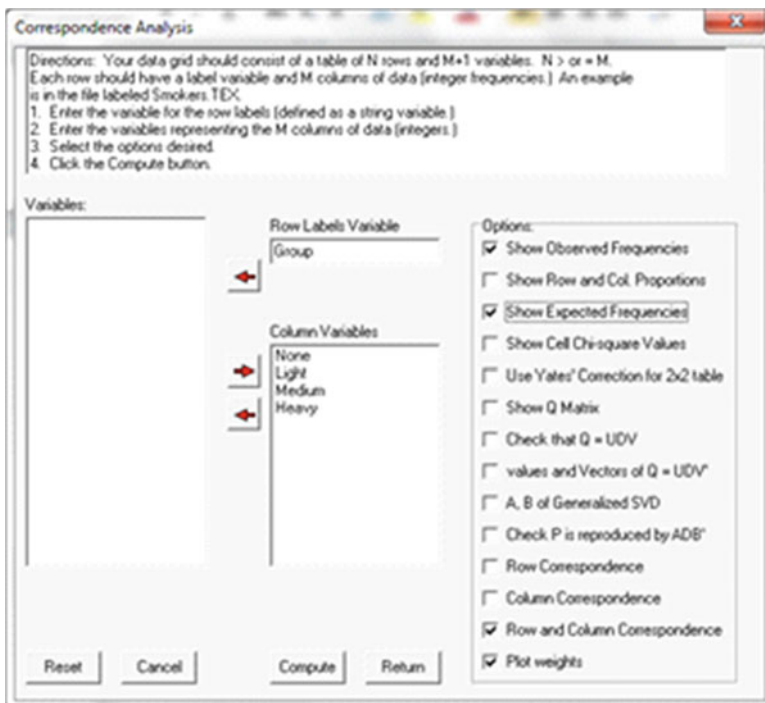 Correspondence Analysis
Directions: Your data grid should consist of a table of N rows and M+1 variables. N > or = M.
Each row should have a label variable and M columns of data (integer frequencies.) An example
is in the file labeled Smokers.TEX.
1. Enter the variable for the row labels (defined as a string variable.)
2. Enter the variables representing the M columns of data (integers.)
3. Select the options desired.
4. Click the Compute button.
Variables:
Row Labels Variable
Group
Column Variables
None
Light
Medium
Heavy
Options:
Show Observed Frequencies
Show Row and Col. Proportions
Show Expected Frequencies
Show Cell Chi-square Values
Use Yates' Correction for 2x2 table
Show Q Matrix
Check that Q = UDV
values and Vectors of Q = UDV'
A, B of Generalized SVD
Check P is reproduced by ADB'
Row Correspondence
Column Correspondence
Row and Column Correspondence
Plot weights
Reset
Cancel
Compute
Return